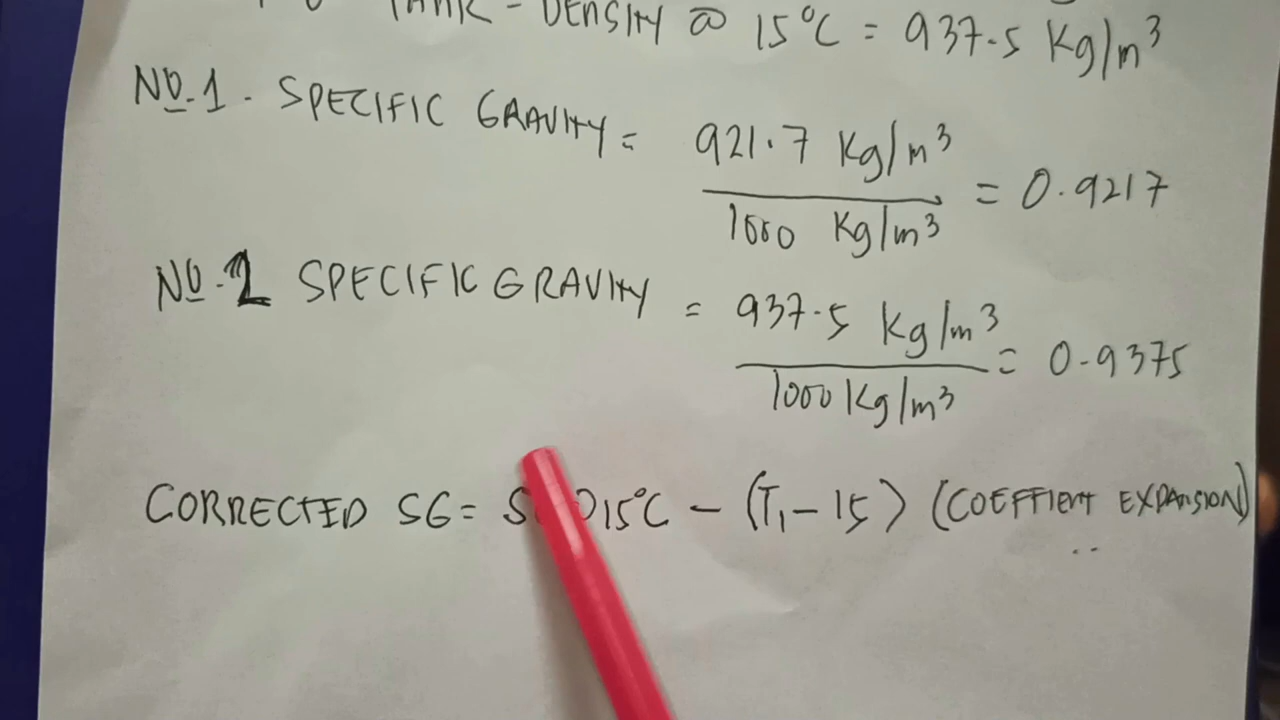 TANK - DENSITY @ 15°C = 937.5 Kg/m³
NO.1 - SPECIFIC GRAVITY = 921.7 Kg/m³ / 1000 Kg/m³ = 0.9217
NO.2 SPECIFIC GRAVITY = 937.5 Kg/m³ / 1000 Kg/m³ = 0.9375
CORRECTED SG = 15°C - (T₁ - 15) (COEFFIENT EXPANSION)